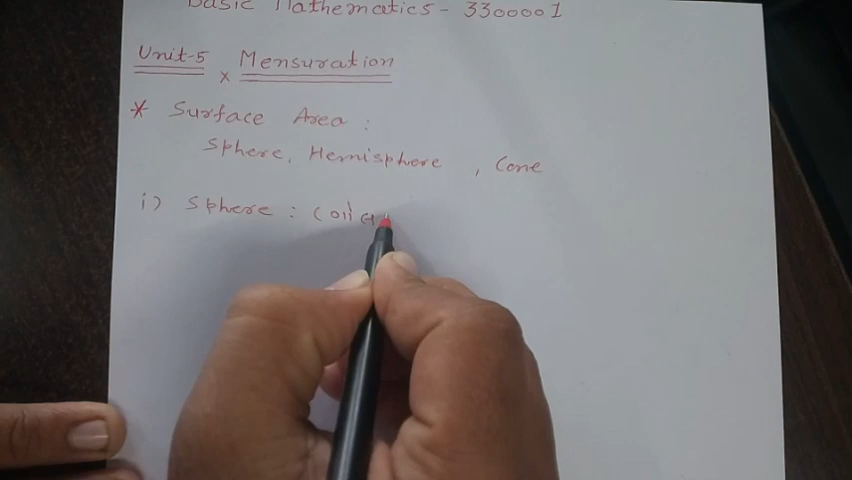 Basic Mathematics - 3300001
Unit-5 x Mensuration
* Surface Area :
Sphere, Hemisphere , Cone
i) Sphere :